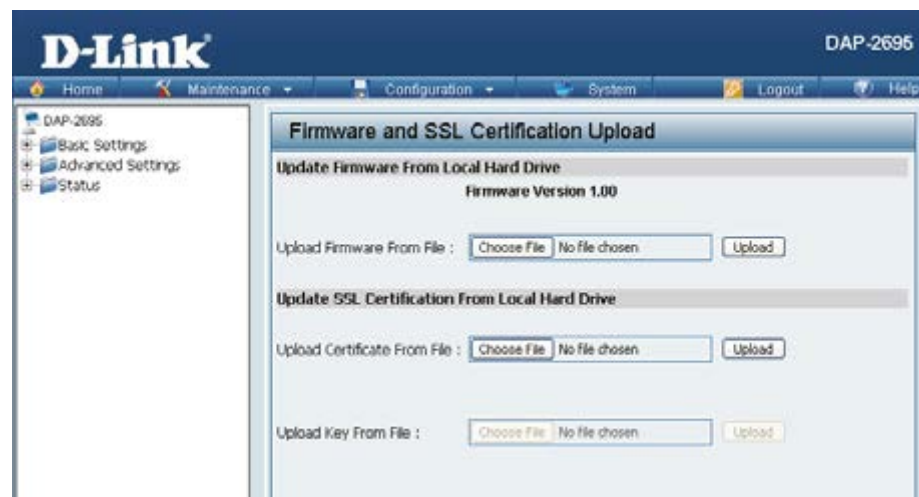 D-Link
DAP-2695
Home Maintenance Configuration System Logout Help
DAP-2695
Basic Settings
Advanced Settings
Status
Firmware and SSL Certification Upload
Update Firmware From Local Hard Drive
Firmware Version 1.00
Upload Firmware From File : Choose File No file chosen Upload
Update SSL Certification From Local Hard Drive
Upload Certificate From File : Choose File No file chosen Upload
Upload Key From File : Choose File No file chosen Upload